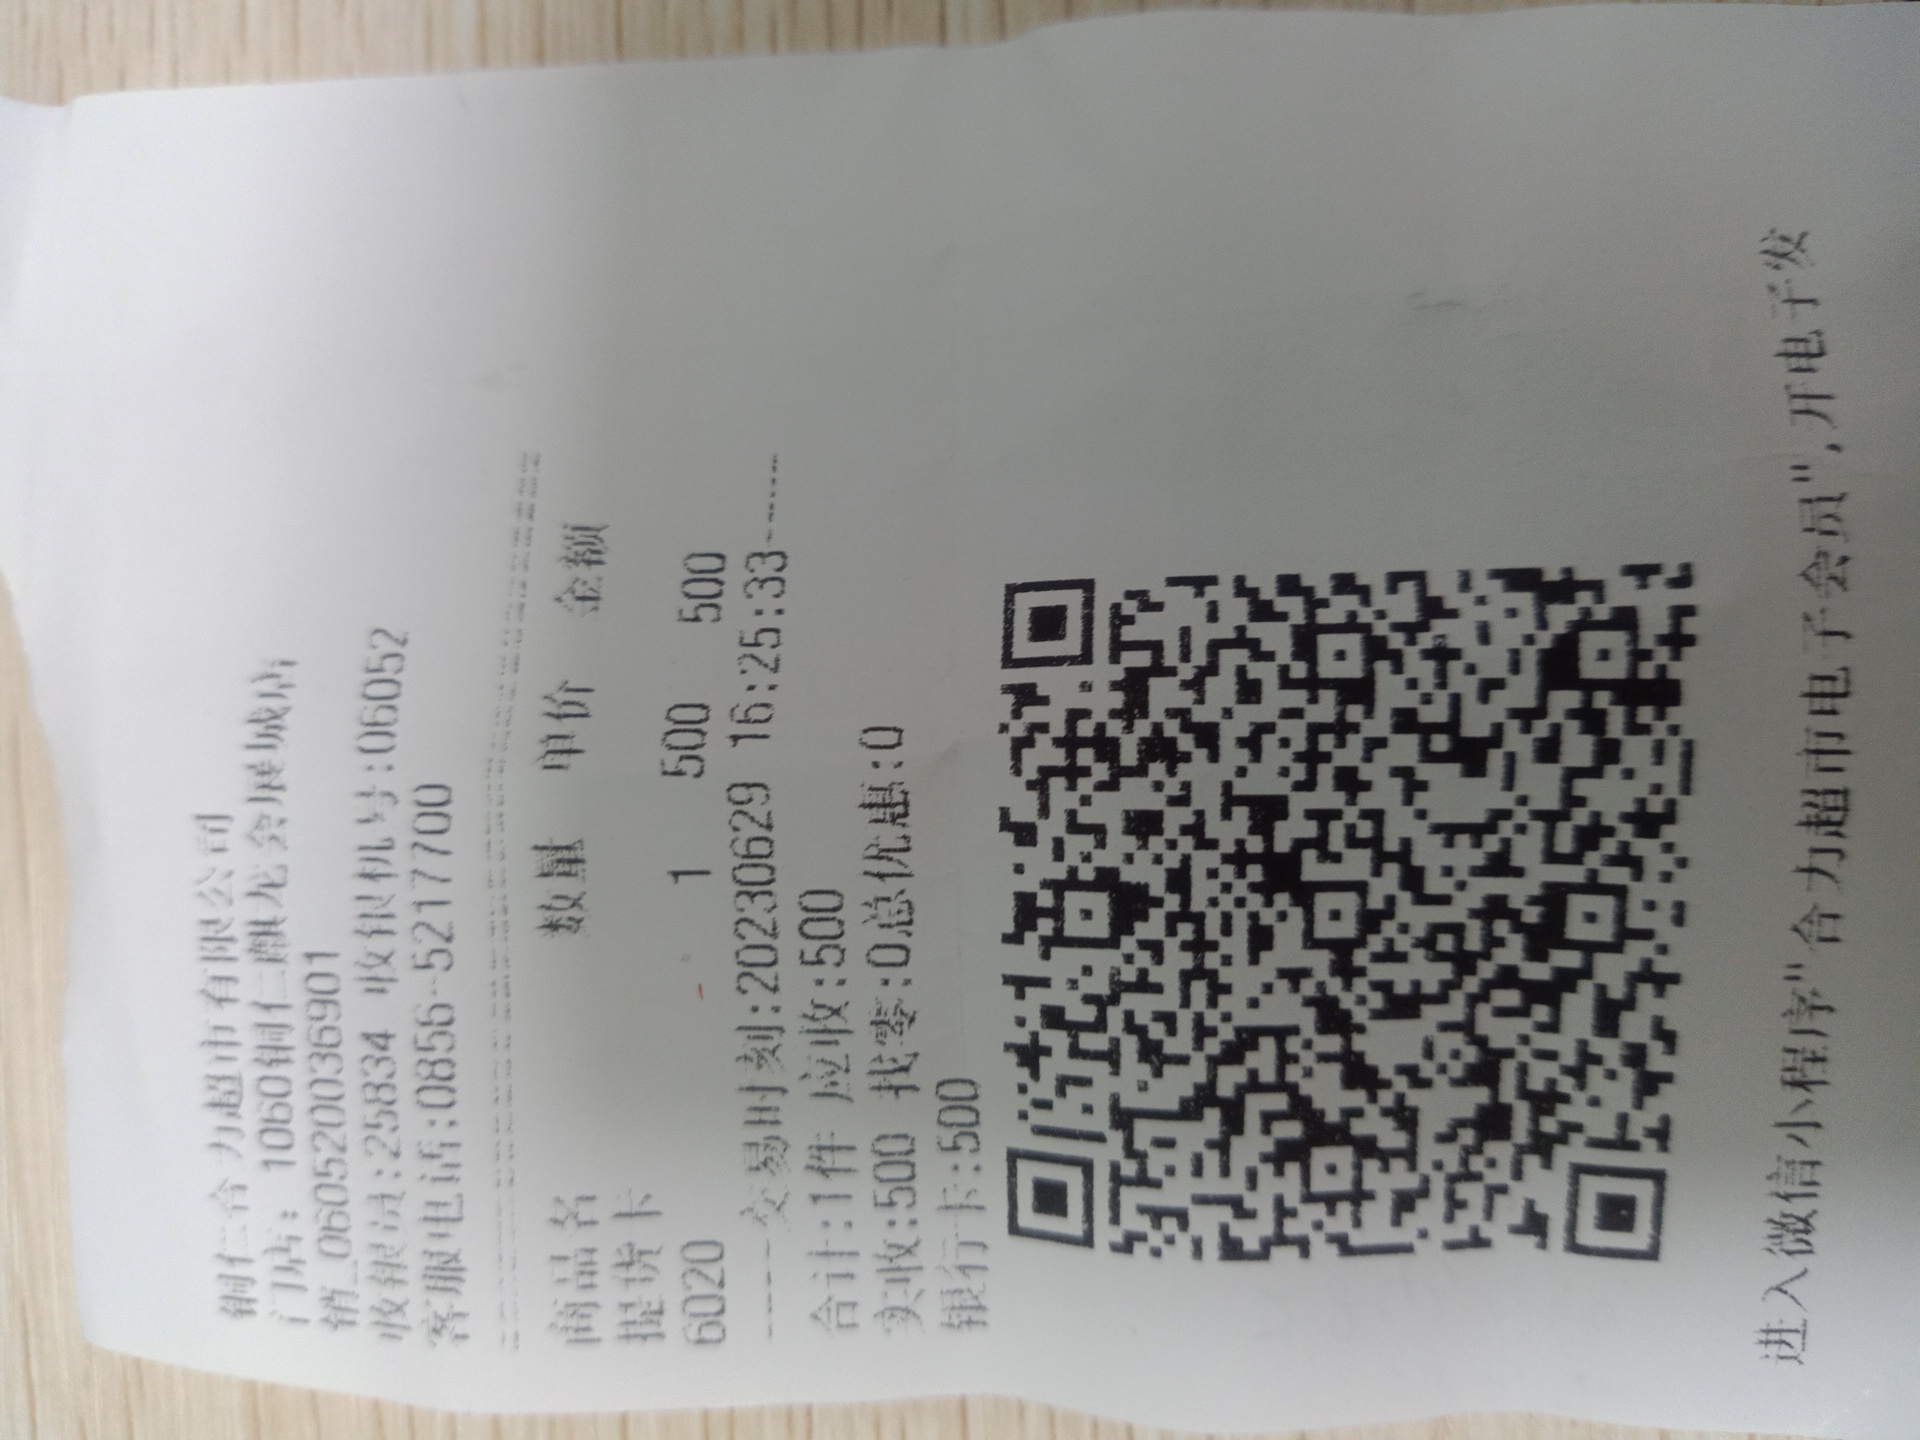 铜仁合力超市有限公司
门店: 1060铜仁麒龙会展城店
销_060520036901
收银员:25834 收银机号:06052
客服电话:0856-5217700
商品名 数量 单价 金额
提货卡
6020 1 500 500
-----交易时刻:20230629 16:25:33------
合计:1件 应收:500
实收:500 找零:0总优惠:0
银行卡:500
进入微信小程序"合力超市电子会员",开电子发